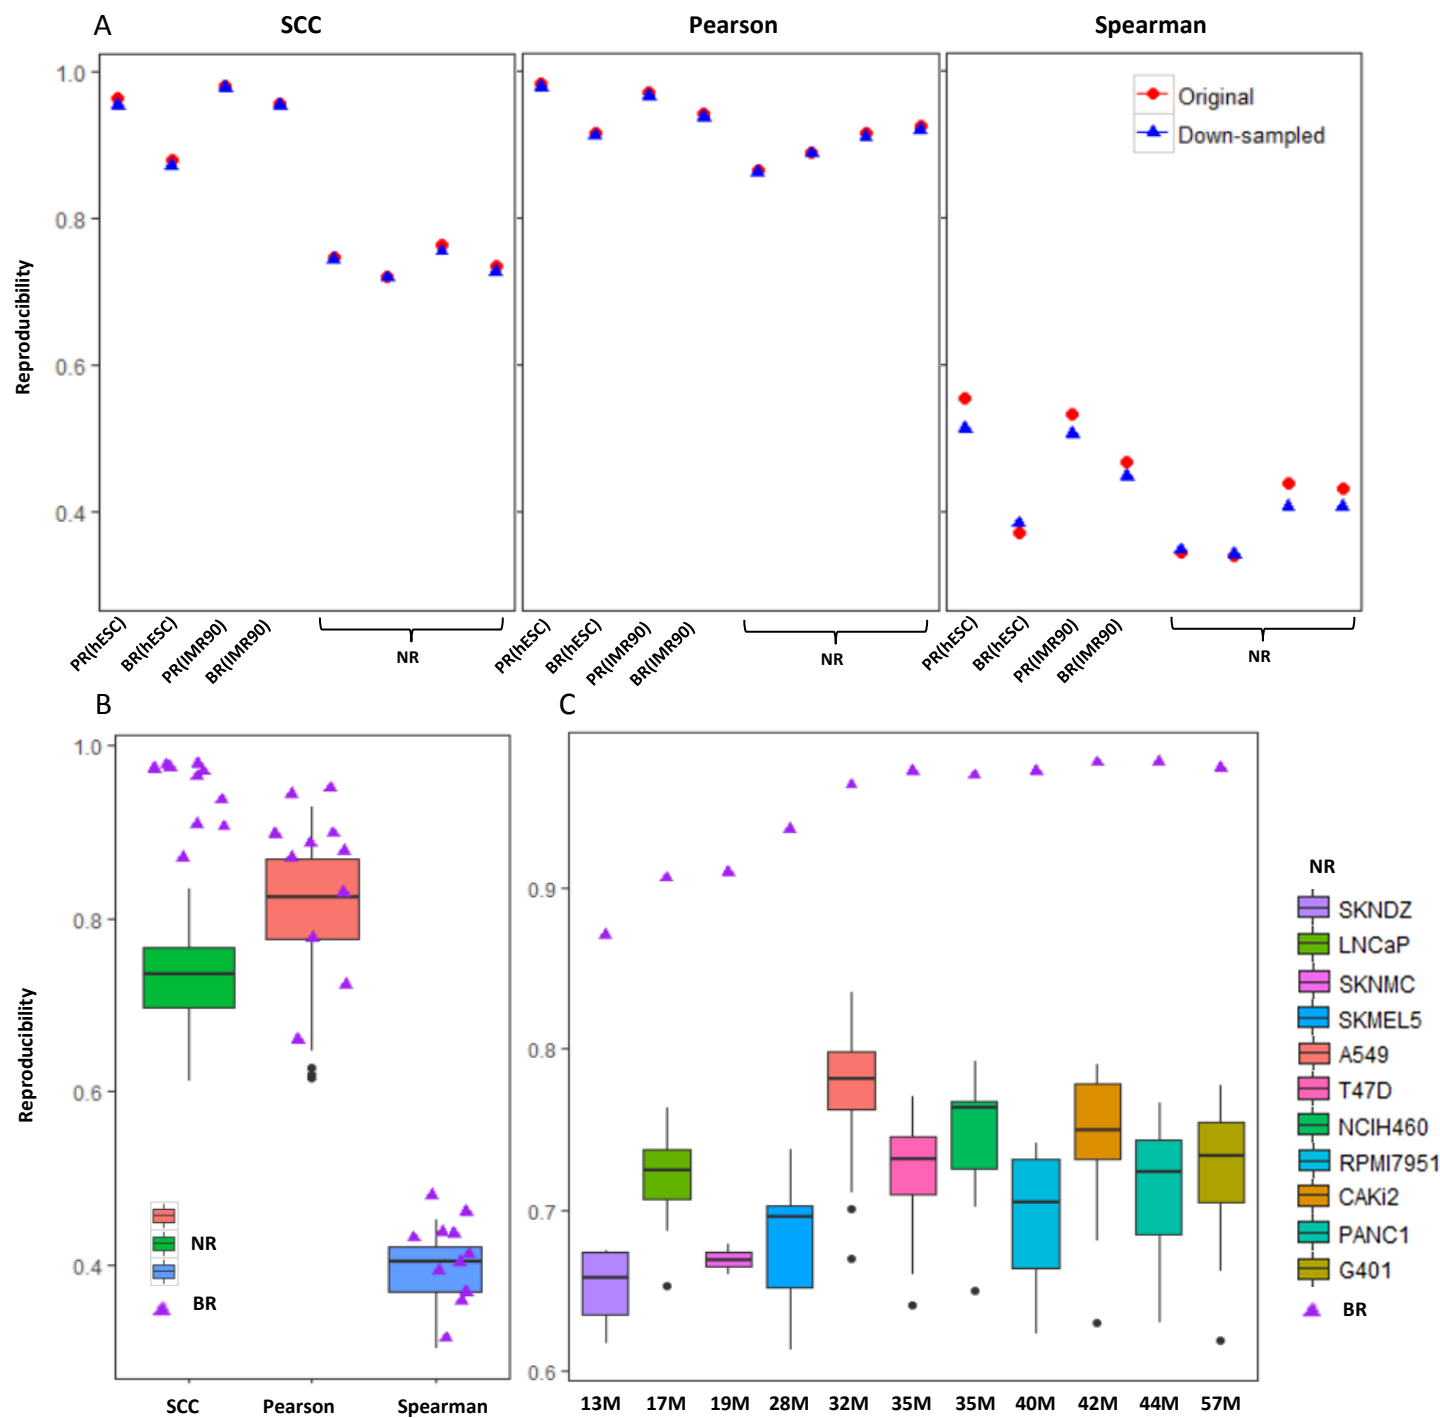 A
SCC
Pearson
Spearman
1.0
0.8
0.6
0.4
Reproducibility
Original
Down-sampled
PR(hESC)
BR(hESC)
PR(IMR90)
BR(IMR90)
NR
PR(hESC)
BR(hESC)
PR(IMR90)
BR(IMR90)
NR
PR(hESC)
BR(hESC)
PR(IMR90)
BR(IMR90)
NR
B
1.0
0.8
0.6
0.4
Reproducibility
NR
BR
SCC
Pearson
Spearman
C
0.9
0.8
0.7
0.6
13M
17M
19M
28M
32M
35M
35M
40M
42M
44M
57M
NR
SKNDZ
LNCaP
SKNMC
SKMEL5
A549
T47D
NCIH460
RPMI7951
CAKi2
PANC1
G401
BR